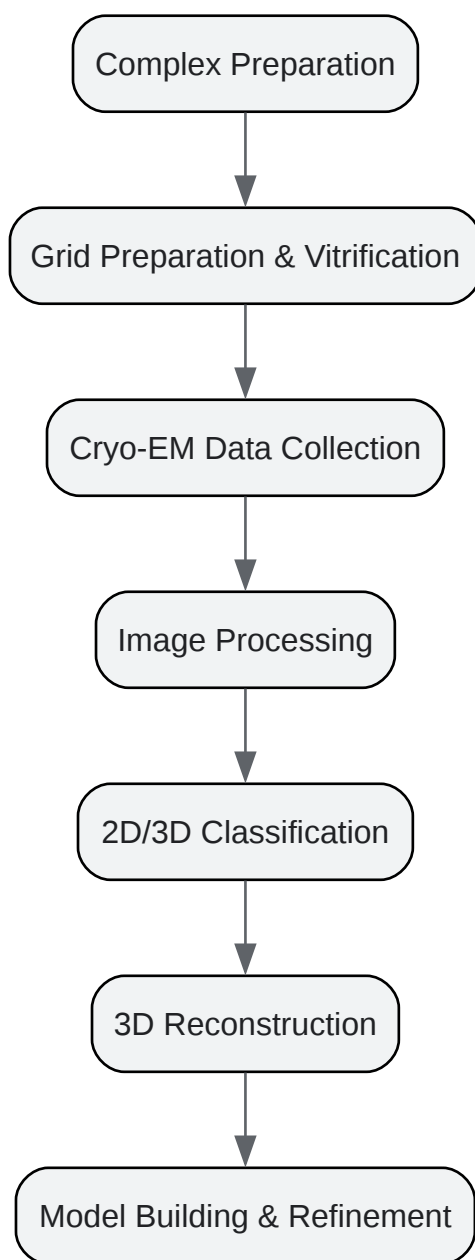 Complex Preparation
Grid Preparation & Vitrification
Cryo-EM Data Collection
Image Processing
2D/3D Classification
3D Reconstruction
Model Building & Refinement